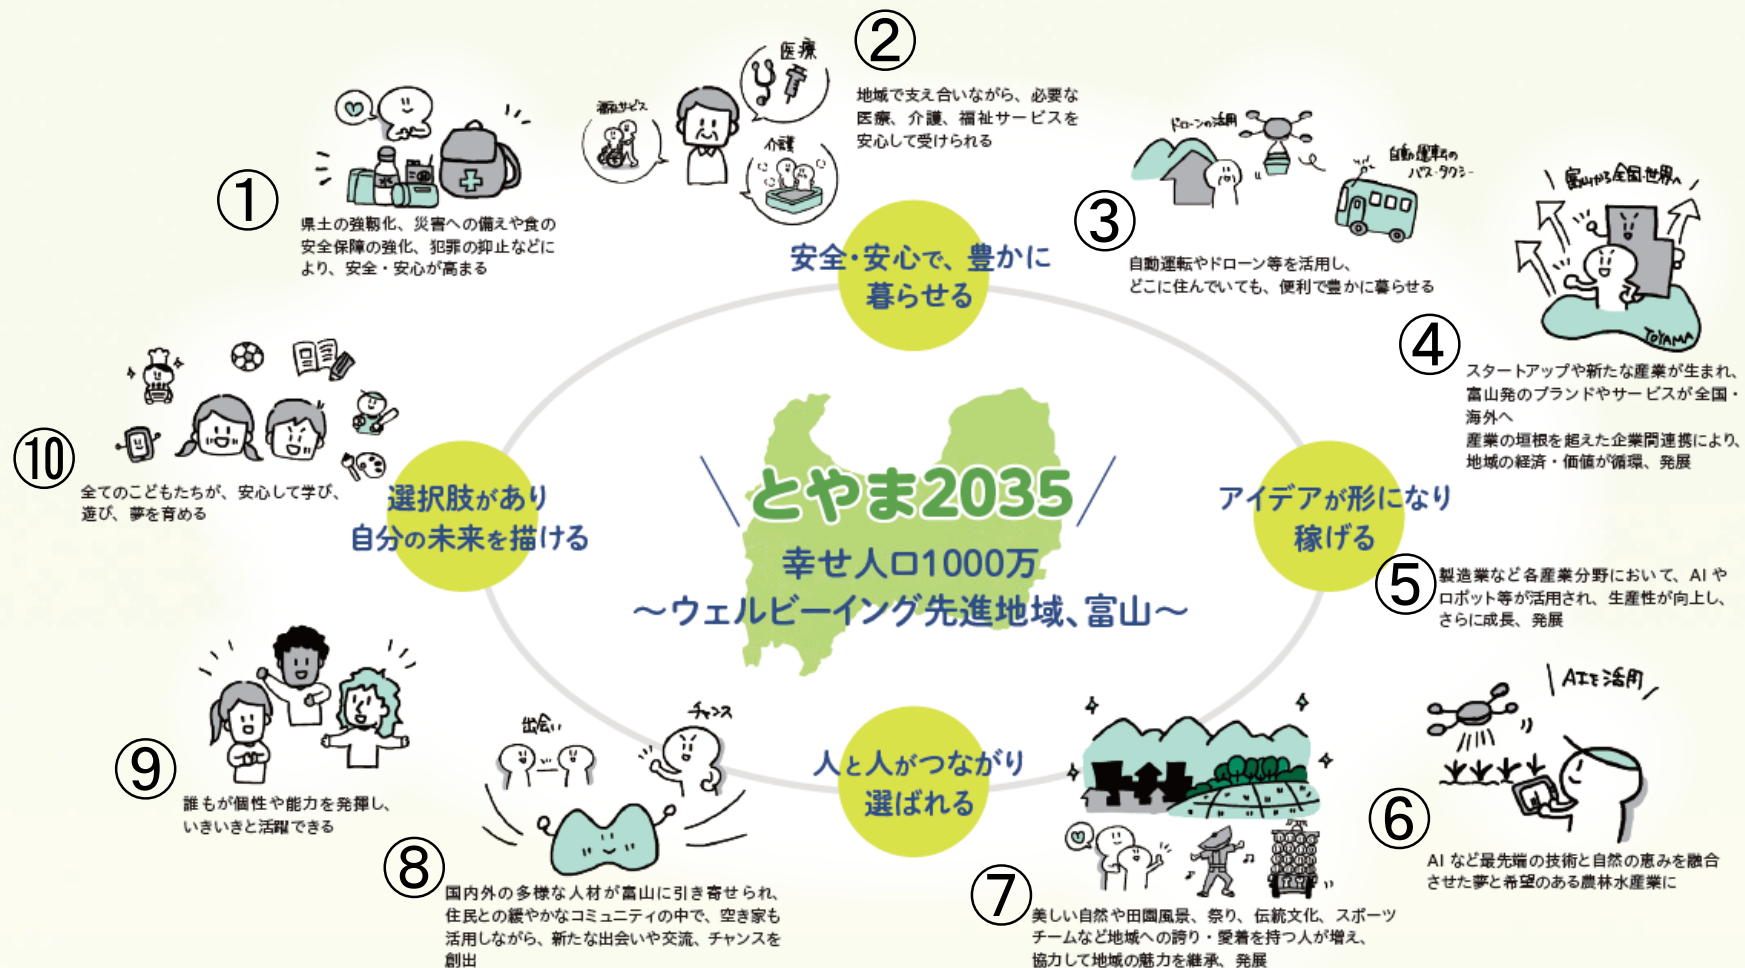 ①
県土の強靱化、災害への備えや食の
安全保障の強化、犯罪の抑止などに
より、安全・安心が高まる
福祉サービス
医療
介護
②
地域で支え合いながら、必要な
医療、介護、福祉サービスを
安心して受けられる
ドローンの活用
自動運転の
バス・タクシー
③
自動運転やドローン等を活用し、
どこに住んでいても、便利で豊かに暮らせる
富山から全国・世界へ
TOYAMA
④
スタートアップや新たな産業が生まれ、
富山発のブランドやサービスが全国・
海外へ
産業の垣根を超えた企業間連携により、
地域の経済・価値が循環、発展
安全・安心で、豊かに
暮らせる
⑩
全てのこどもたちが、安心して学び、
遊び、夢を育める
選択肢があり
自分の未来を描ける
とやま2035
幸せ人口1000万
～ウェルビーイング先進地域、富山～
アイデアが形になり
稼げる
⑤
製造業など各産業分野において、AI や
ロボット等が活用され、生産性が向上し、
さらに成長、発展
AIを活用
⑥
AI など最先端の技術と自然の恵みを融合
させた夢と希望のある農林水産業に
人と人がつながり
選ばれる
⑦
美しい自然や田園風景、祭り、伝統文化、スポーツ
チームなど地域への誇り・愛着を持つ人が増え、
協力して地域の魅力を継承、発展
出会い
チャンス
⑧
国内外の多様な人材が富山に引き寄せられ、
住民との緩やかなコミュニティの中で、空き家も
活用しながら、新たな出会いや交流、チャンスを
創出
⑨
誰もが個性や能力を発揮し、
いきいきと活躍できる